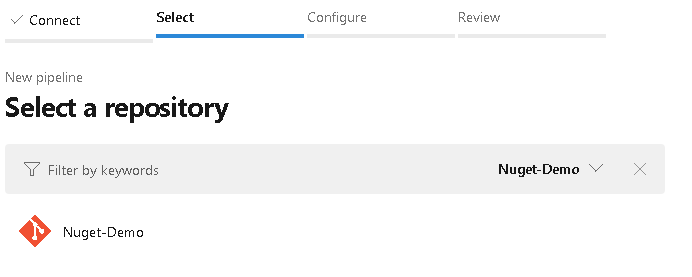 Connect Select Configure Review
New pipeline
Select a repository
Filter by keywords Nuget-Demo
Nuget-Demo